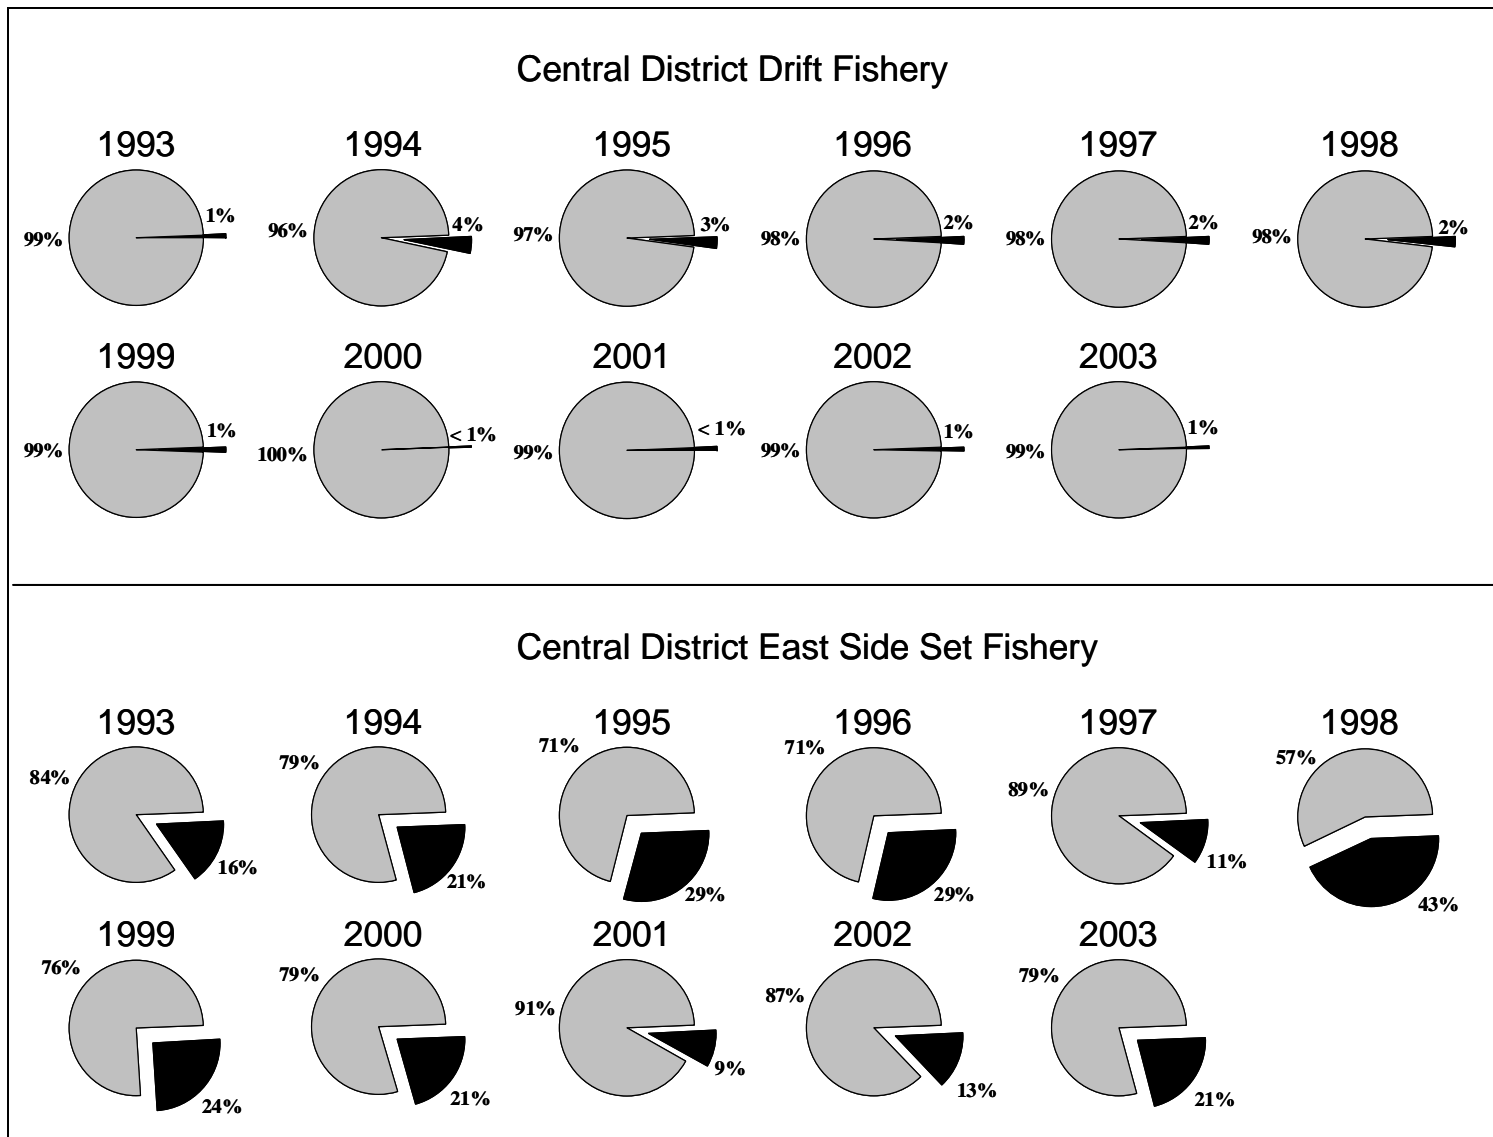 Central District Drift Fishery
1993 1994 1995 1996 1997 1998
99% 1% 96% 4% 97% 3% 98% 2% 98% 2% 98% 2%
1999 2000 2001 2002 2003
99% 1% 100% < 1% 99% < 1% 99% 1% 99% 1%
Central District East Side Set Fishery
1993 1994 1995 1996 1997 1998
84% 79% 71% 71% 89% 57%
16% 21% 29% 29% 11% 43%
1999 2000 2001 2002 2003
76% 79% 91% 87% 79%
24% 21% 9% 13% 21%